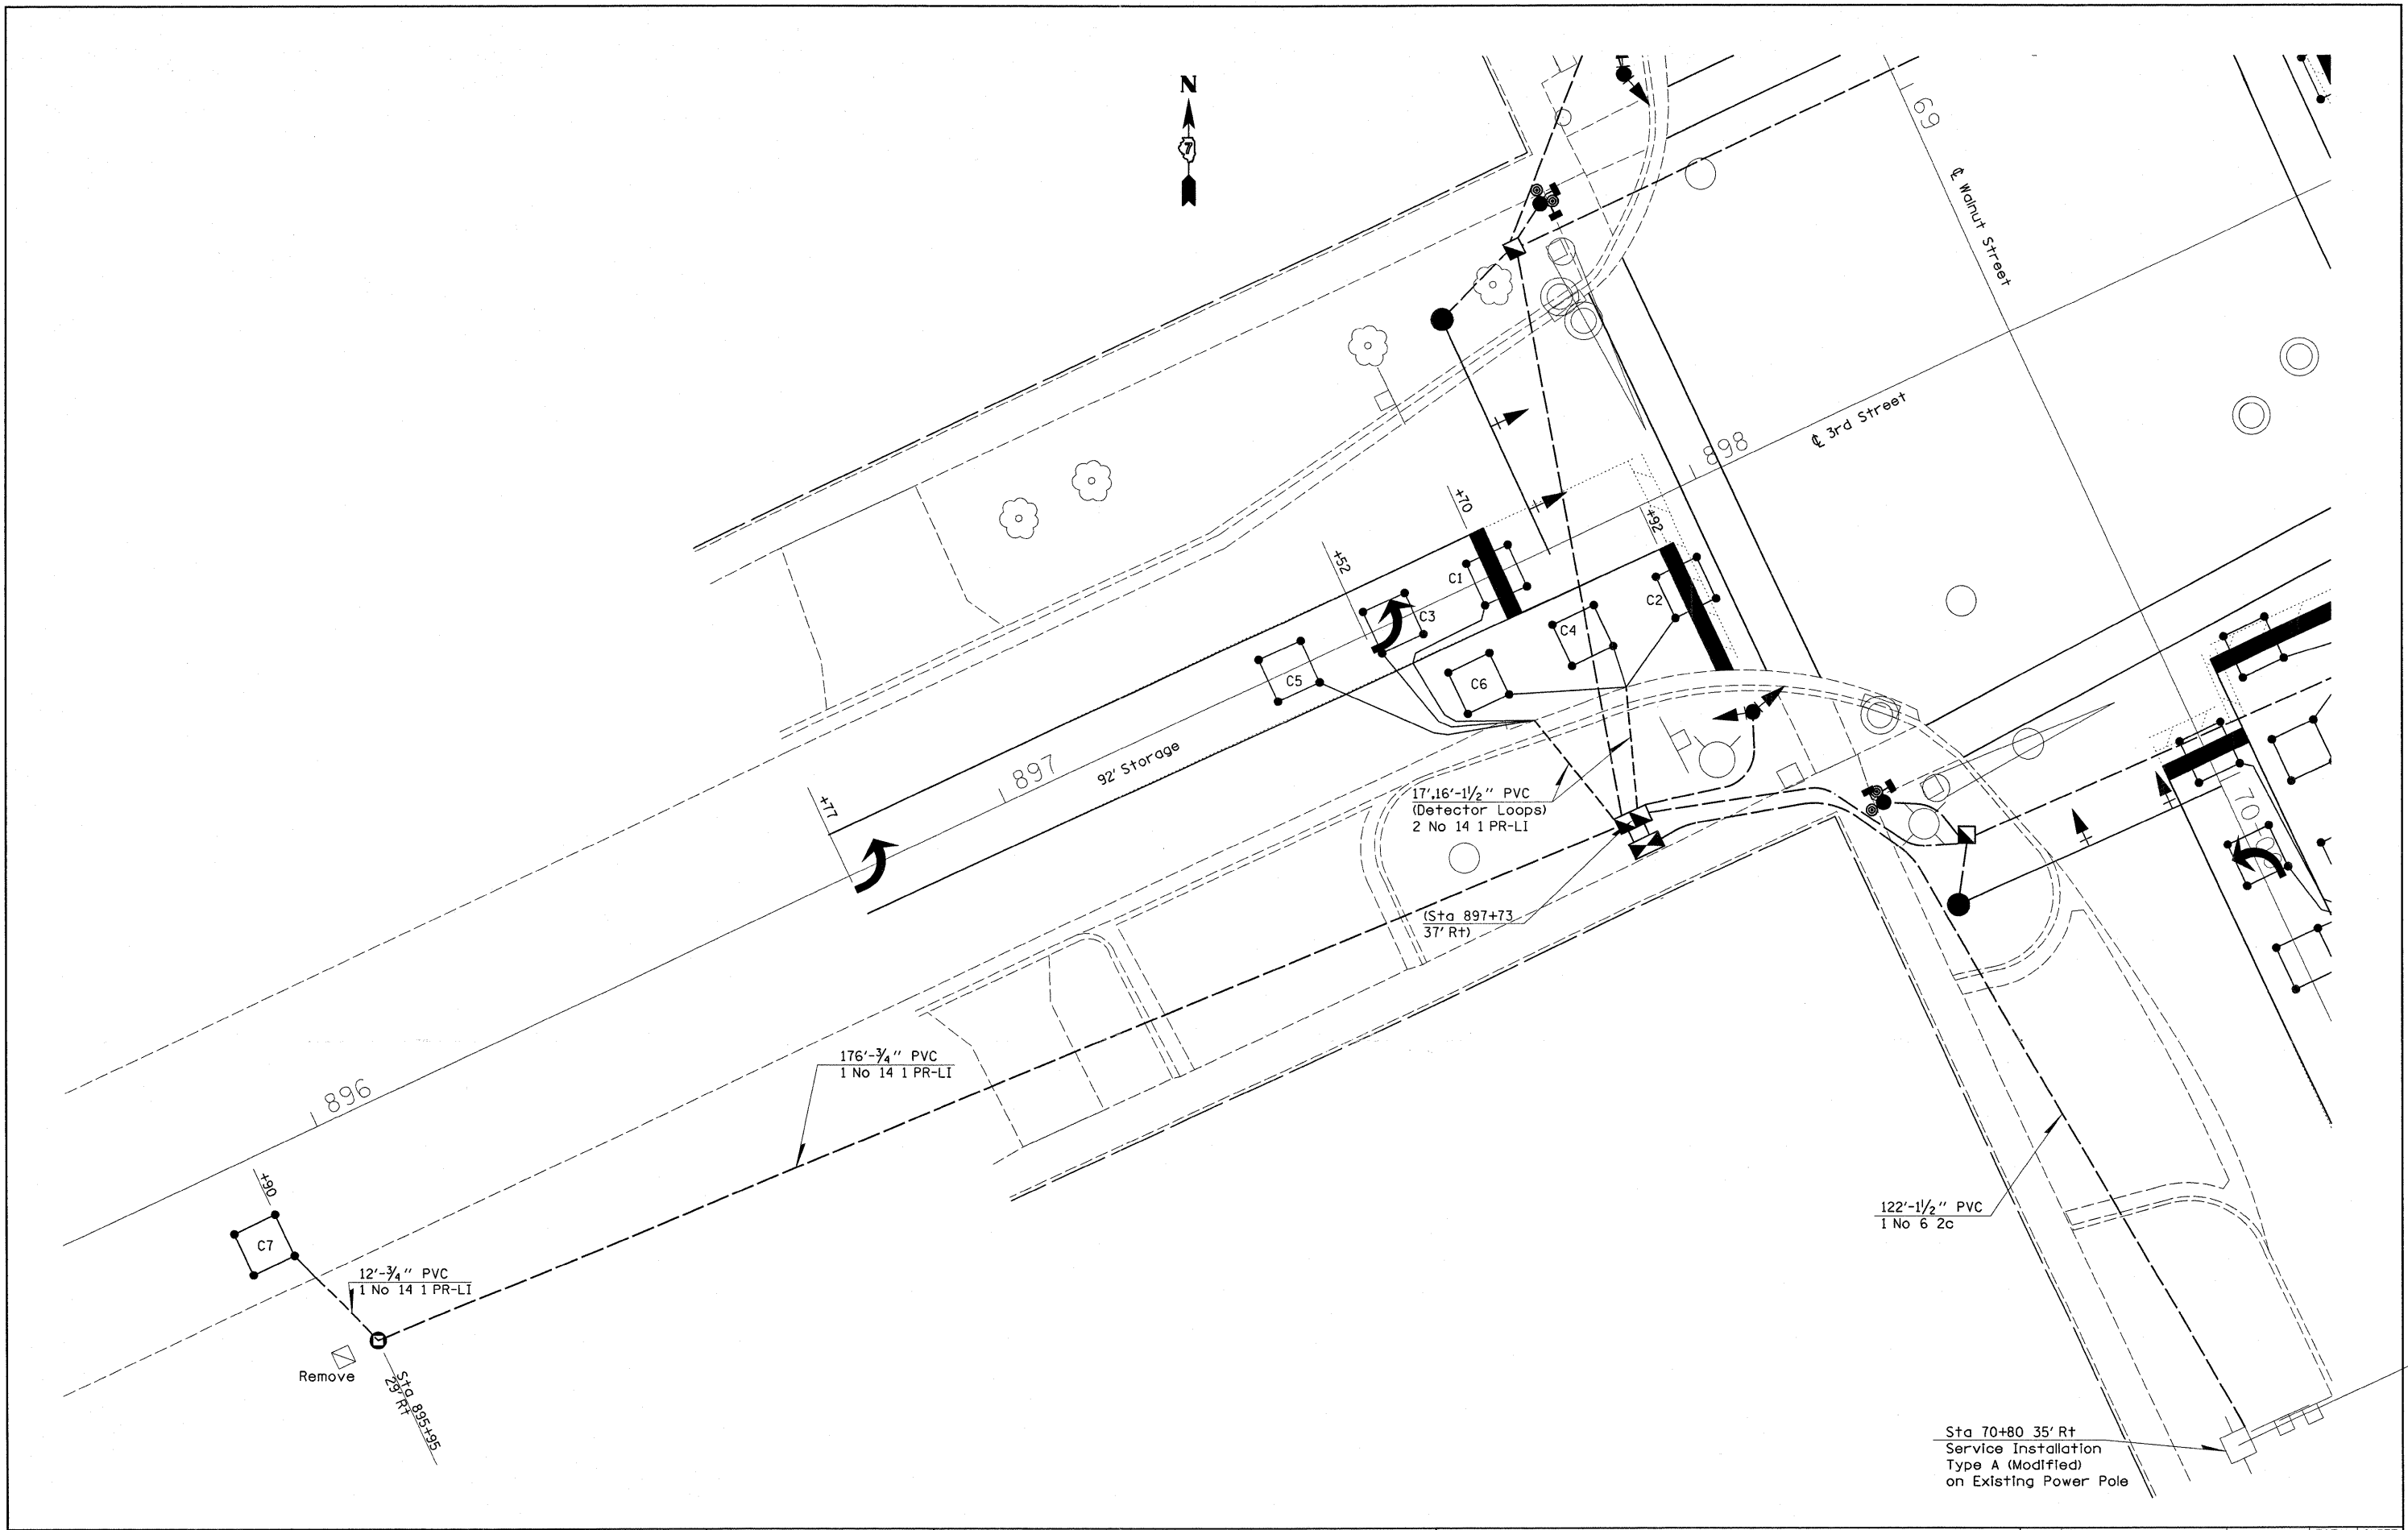 N
7
69
℄ Walnut Street
℄ 3rd Street
898
+70
+92
+52
C1
C2
C3
C4
C5
C6
897
92' Storage
+77
17',16'-1½" PVC
(Detector Loops)
2 No 14 1 PR-LI
70
(Sta 897+73
37' Rt)
176'-¾" PVC
1 No 14 1 PR-LI
896
+90
C7
12'-¾" PVC
1 No 14 1 PR-LI
Remove
Sta 895+95
29' Rt
122'-1½" PVC
1 No 6 2c
Sta 70+80 35' Rt
Service Installation
Type A (Modified)
on Existing Power Pole